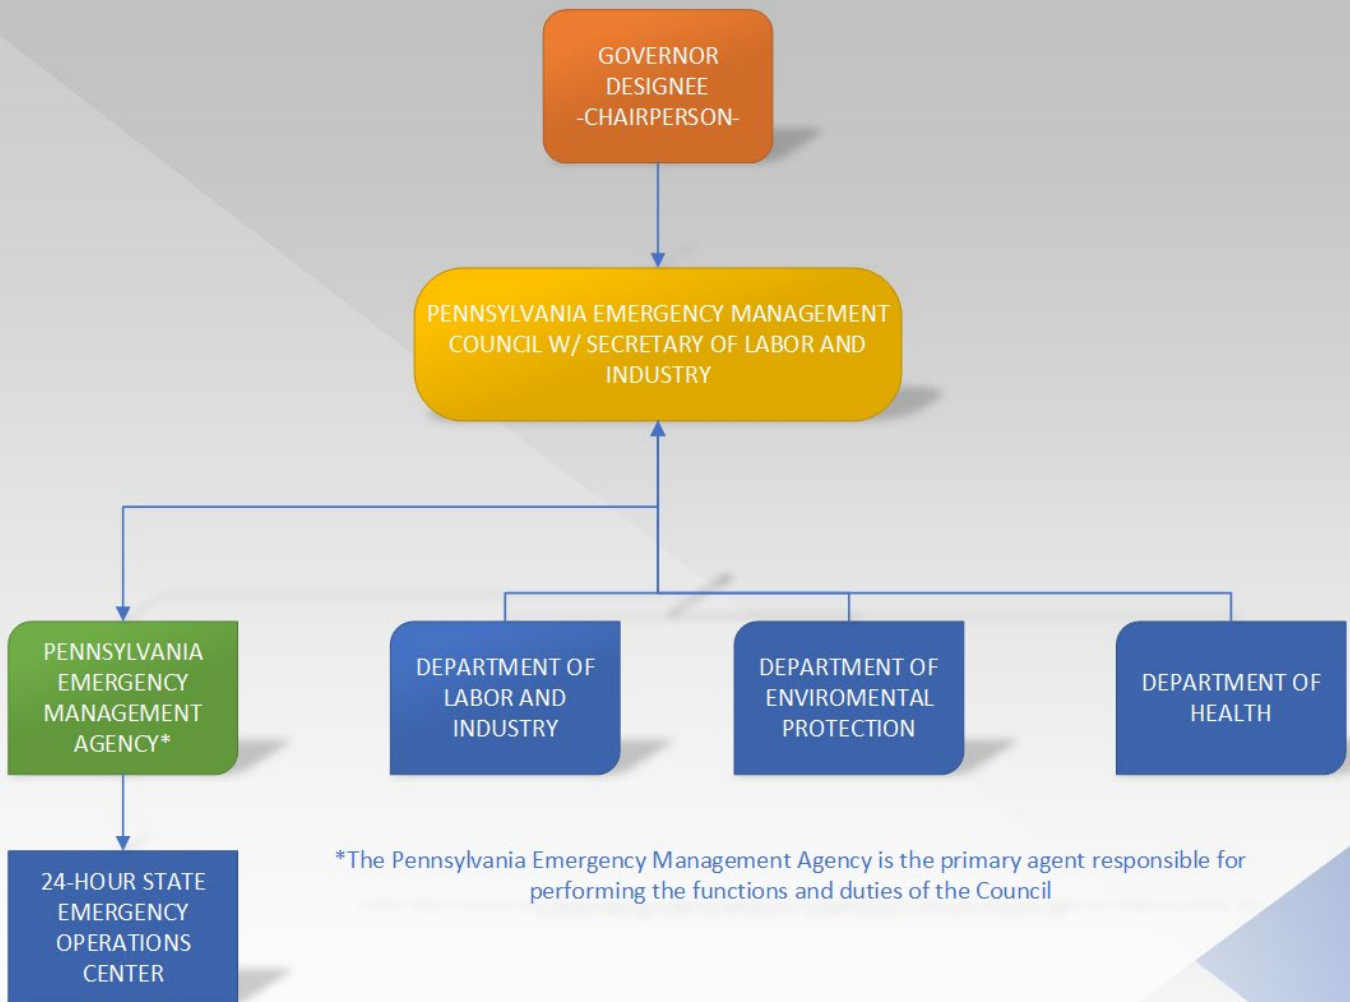 GOVERNOR
DESIGNEE
-CHAIRPERSON-
PENNSYLVANIA EMERGENCY MANAGEMENT
COUNCIL W/ SECRETARY OF LABOR AND
INDUSTRY
PENNSYLVANIA
EMERGENCY
MANAGEMENT
AGENCY*
DEPARTMENT OF
LABOR AND
INDUSTRY
DEPARTMENT OF
ENVIROMENTAL
PROTECTION
DEPARTMENT OF
HEALTH
24-HOUR STATE
EMERGENCY
OPERATIONS
CENTER
*The Pennsylvania Emergency Management Agency is the primary agent responsible for
performing the functions and duties of the Council